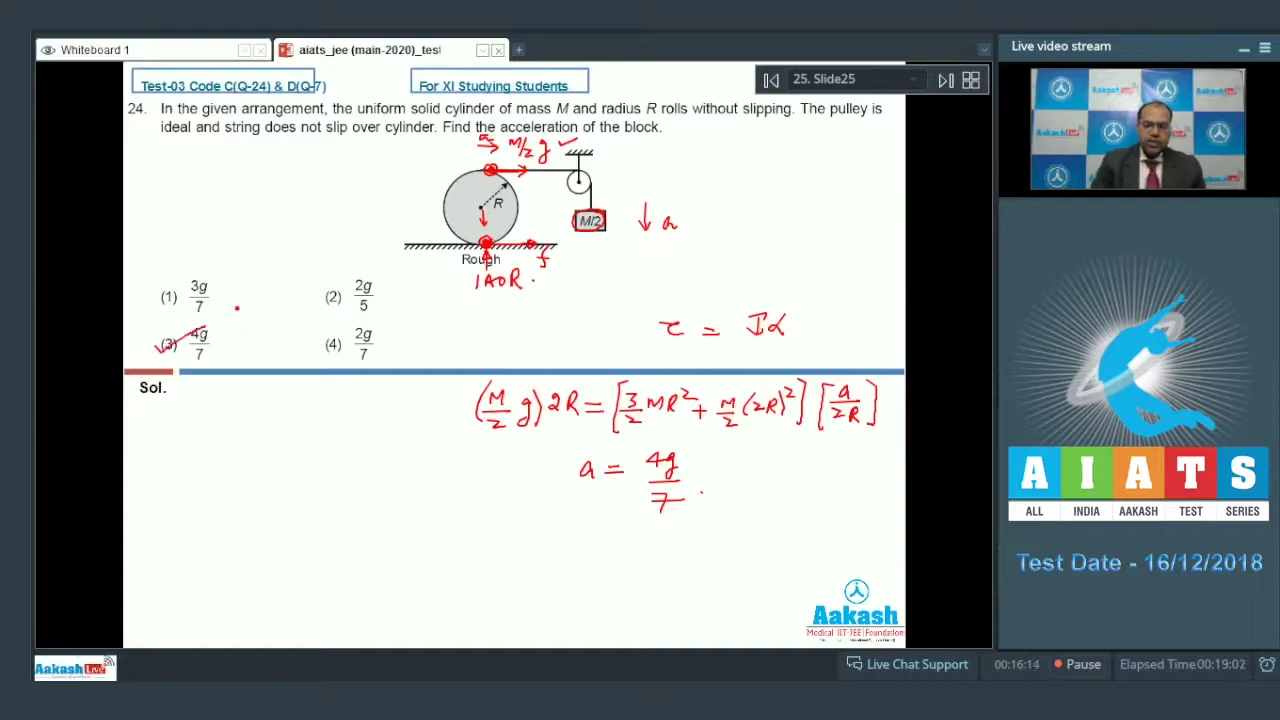 Whiteboard 1
aiats_jee (main-2020)_test
Live video stream
Test-03 Code C(Q-24) & D(Q-7)
For XI Studying Students
25. Slide25
24. In the given arrangement, the uniform solid cylinder of mass M and radius R rolls without slipping. The pulley is
ideal and string does not slip over cylinder. Find the acceleration of the block.
a
M/2 g
R
M/2
a
Rough
f
IAOR.
(1) 3g/7
(2) 2g/5
(3) 4g/7
(4) 2g/7
τ = Iα
Sol.
(M/2 g) 2R = [3/2 MR² + M/2 (2R)²] [a/2R]
a = 4g/7
AakashLive
AakashLive
AakashLive
AakashLive
A I A T S
ALL INDIA AAKASH TEST SERIES
Test Date - 16/12/2018
Aakash
Medical|IIT-JEE|Foundations
Aakash Live
Live Chat Support
00:16:14
Pause
Elapsed Time 00:19:02